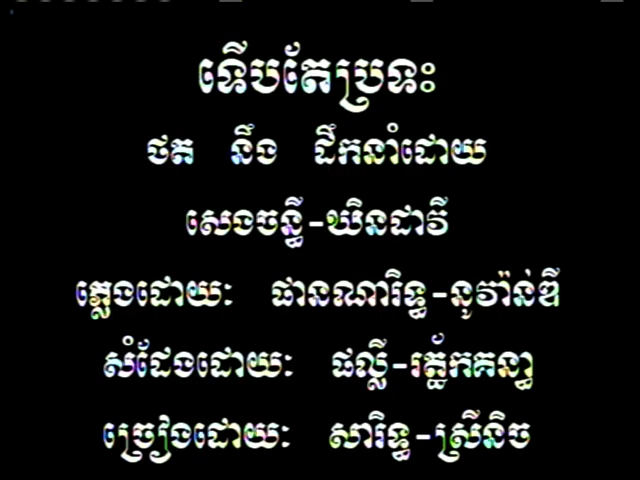 ទើបតែប្រទះ
ថត នឹង ដឹកនាំដោយ
សេងចន្ធី-ឃិនដាវី
ភ្លេងដោយៈ ផានណារិទ្ធ-នូវ៉ាន់ឌី
សំដែងដោយៈ ផល្លី-រត្ន័កគនា្ធ
ច្រៀងដោយៈ សារិទ្ធ-ស្រីនិច